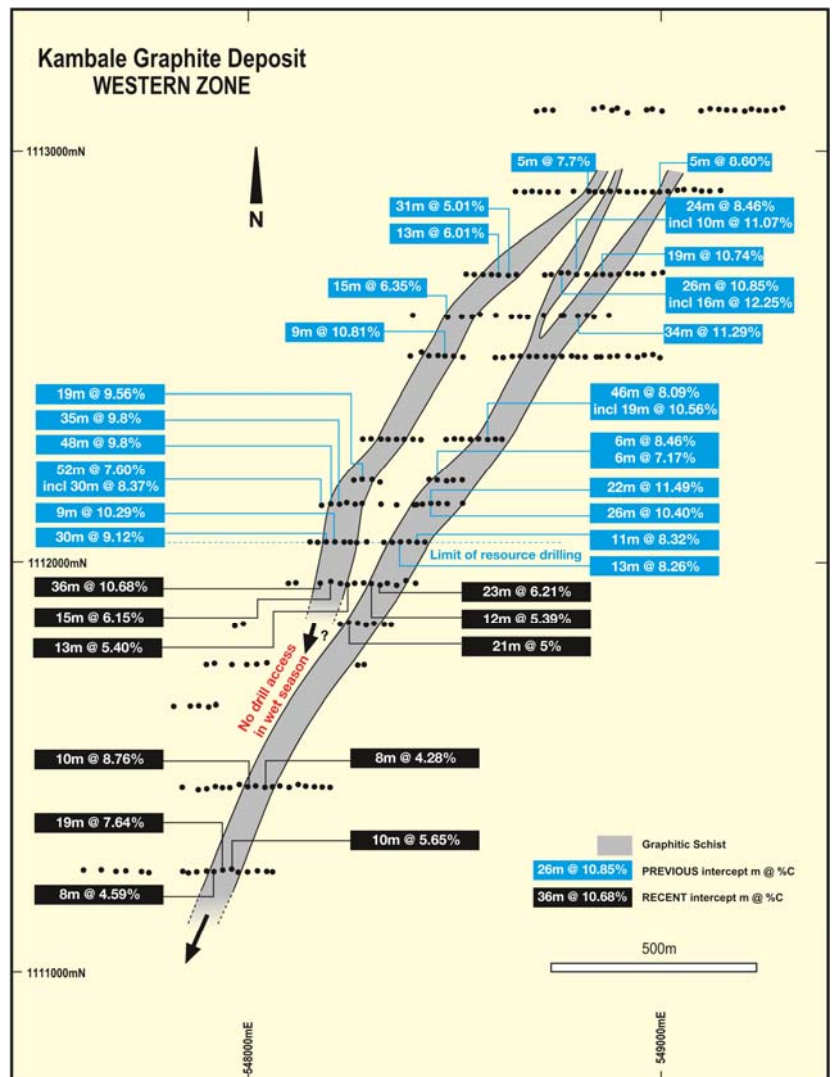 Kambale Graphite Deposit
WESTERN ZONE
1113000mN
N
5m @ 7.7%
5m @ 8.60%
31m @ 5.01%
13m @ 6.01%
24m @ 8.46%
incl 10m @ 11.07%
19m @ 10.74%
15m @ 6.35%
26m @ 10.85%
incl 16m @ 12.25%
9m @ 10.81%
34m @ 11.29%
19m @ 9.56%
35m @ 9.8%
48m @ 9.8%
52m @ 7.60%
incl 30m @ 8.37%
9m @ 10.29%
30m @ 9.12%
46m @ 8.09%
incl 19m @ 10.56%
6m @ 8.46%
6m @ 7.17%
22m @ 11.49%
26m @ 10.40%
11m @ 8.32%
13m @ 8.26%
Limit of resource drilling
1112000mN
36m @ 10.68%
15m @ 6.15%
13m @ 5.40%
23m @ 6.21%
12m @ 5.39%
21m @ 5%
?
No drill access
in wet season
10m @ 8.76%
8m @ 4.28%
19m @ 7.64%
10m @ 5.65%
8m @ 4.59%
Graphitic Schist
26m @ 10.85%
PREVIOUS intercept m @ %C
36m @ 10.68%
RECENT intercept m @ %C
500m
1111000mN
548000mE
549000mE